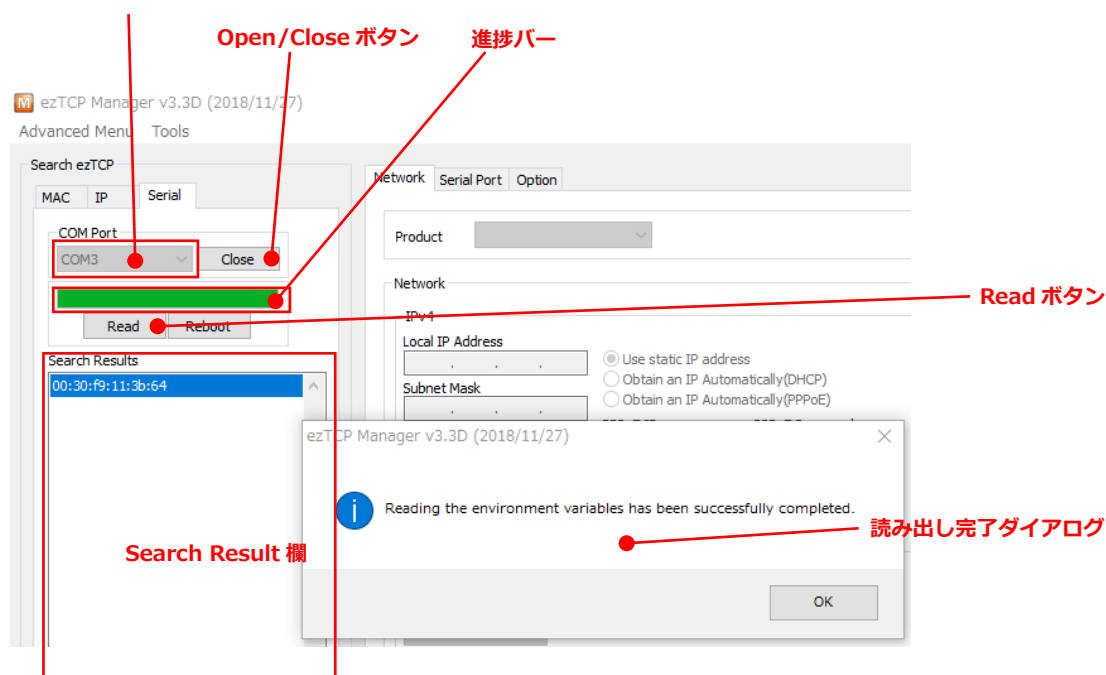 Open/Close ボタン
進捗バー
ezTCP Manager v3.3D (2018/11/27)
Advanced Menu Tools
Search ezTCP
MAC IP Serial
COM Port
COM3 Close
Read Reboot
Search Results
00:30:f9:11:3b:64
Search Result 欄
Network Serial Port Option
Product
Network
IPv4
Local IP Address
Use static IP address
Obtain an IP Automatically(DHCP)
Subnet Mask
Obtain an IP Automatically(PPPoE)
Read ボタン
ezTCP Manager v3.3D (2018/11/27)
Reading the environment variables has been successfully completed.
読み出し完了ダイアログ
OK